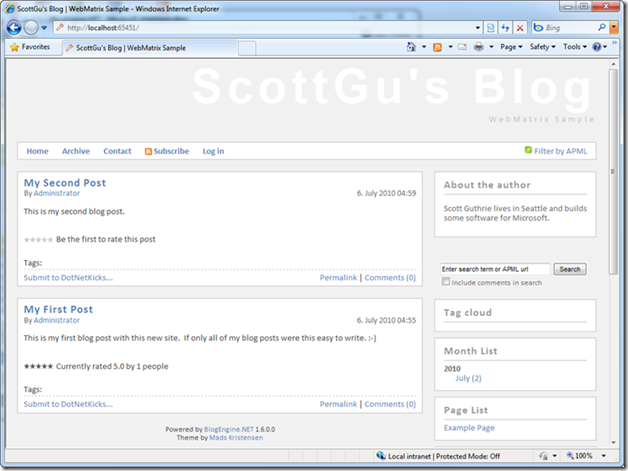 ScottGu's Blog | WebMatrix Sample - Windows Internet Explorer
http://localhost:65451/
Bing
Favorites
ScottGu's Blog | WebMatrix Sample
Page
Safety
Tools
ScottGu's Blog
WebMatrix Sample
Home Archive Contact Subscribe Log in
Filter by APML
My Second Post
By Administrator
6. July 2010 04:59
This is my second blog post.
Be the first to rate this post
Tags:
Submit to DotNetKicks...
Permalink | Comments (0)
My First Post
By Administrator
6. July 2010 04:55
This is my first blog post with this new site. If only all of my blog posts were this easy to write. :-)
Currently rated 5.0 by 1 people
Tags:
Submit to DotNetKicks...
Permalink | Comments (0)
Powered by BlogEngine.NET 1.6.0.0
Theme by Mads Kristensen
About the author
Scott Guthrie lives in Seattle and builds
some software for Microsoft.
Enter search term or APML url
Search
Include comments in search
Tag cloud
Month List
2010
July (2)
Page List
Example Page
Local intranet | Protected Mode: Off
100%